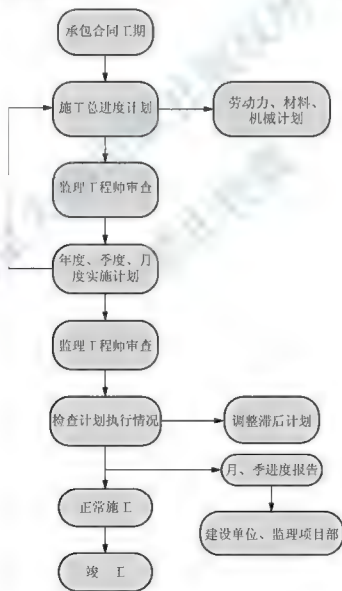 承包合同工期
施工总进度计划
劳动力、材料、
机械计划
监理工程师审查
年度、季度、月
度实施计划
监理工程师审查
检查计划执行情况
调整滞后计划
月、季进度报告
正常施工
建设单位、监理项目部
竣 工